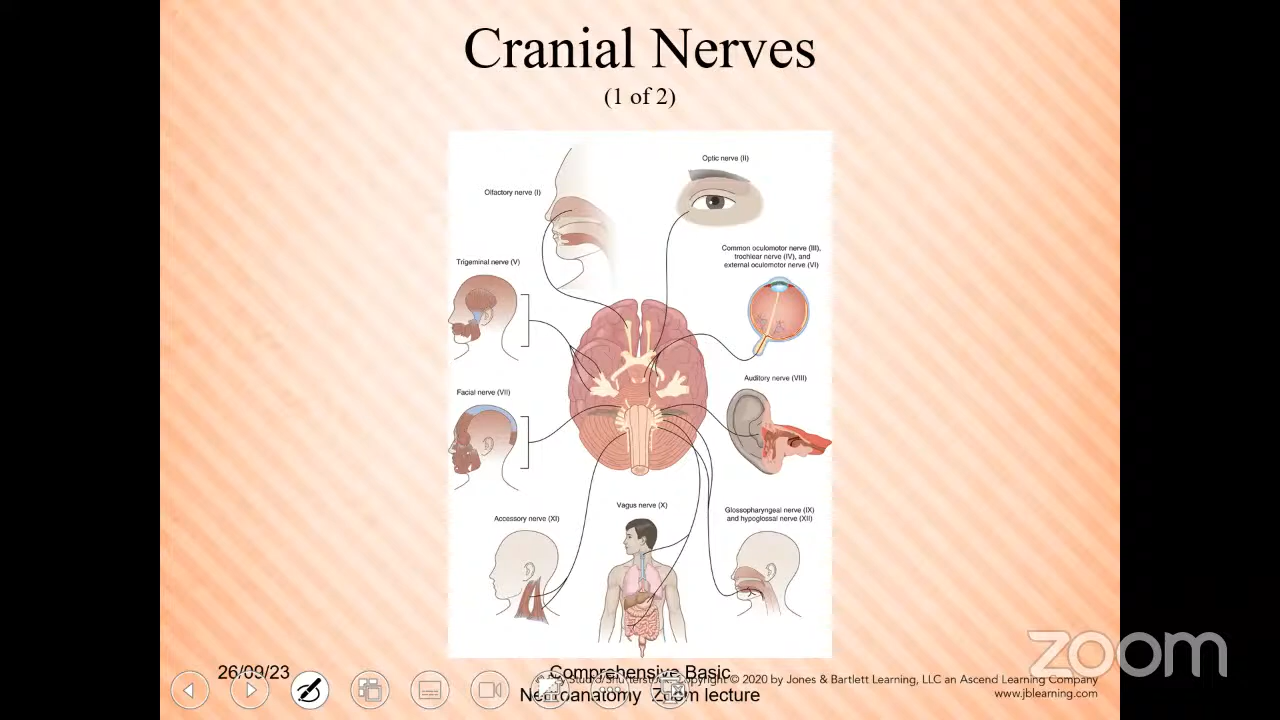 Cranial Nerves
(1 of 2)
Optic nerve (II)
Olfactory nerve (I)
Common oculomotor nerve (III),
trochlear nerve (IV), and
external oculomotor nerve (VI)
Trigeminal nerve (V)
Auditory nerve (VIII)
Facial nerve (VII)
Vagus nerve (X)
Glossopharyngeal nerve (IX)
and hypoglossal nerve (XII)
Accessory nerve (XI)
zoom
26/09/23
Comprehensive Basic
Neuroanatomy Zoom lecture
Copyright © 2020 by Jones & Bartlett Learning, LLC an Ascend Learning Company
www.jblearning.com